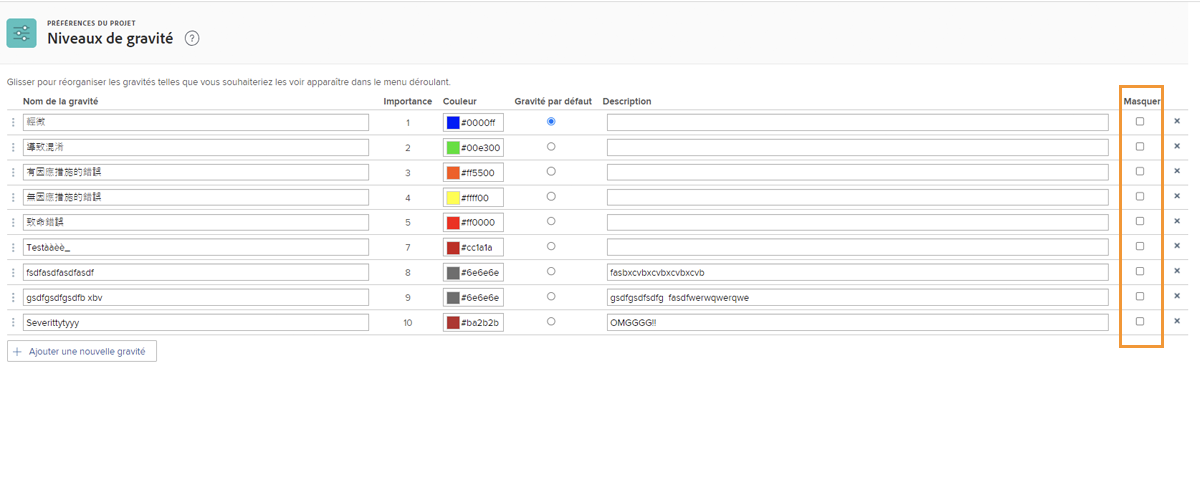 PRÉFÉRENCES DU PROJET
Niveaux de gravité ?
Glisser pour réorganiser les gravités telles que vous souhaiteriez les voir apparaître dans le menu déroulant.
Nom de la gravité Importance Couleur Gravité par défaut Description Masquer
輕微 1 #0000ff
導致混淆 2 #00e300
有因應措施的錯誤 3 #ff5500
無因應措施的錯誤 4 #ffff00
致命錯誤 5 #ff0000
Testàâèè_ 7 #cc1a1a
fsdfasdfasdfasdf 8 #6e6e6e fasbxcvbxcvbxcvbxcvb
gsdfgsdfgsdfb xbv 9 #6e6e6e gsdfgsdfsdfg fasdfwerwqwerqwe
Severittytyyy 10 #ba2b2b OMGGGG!!
+ Ajouter une nouvelle gravité